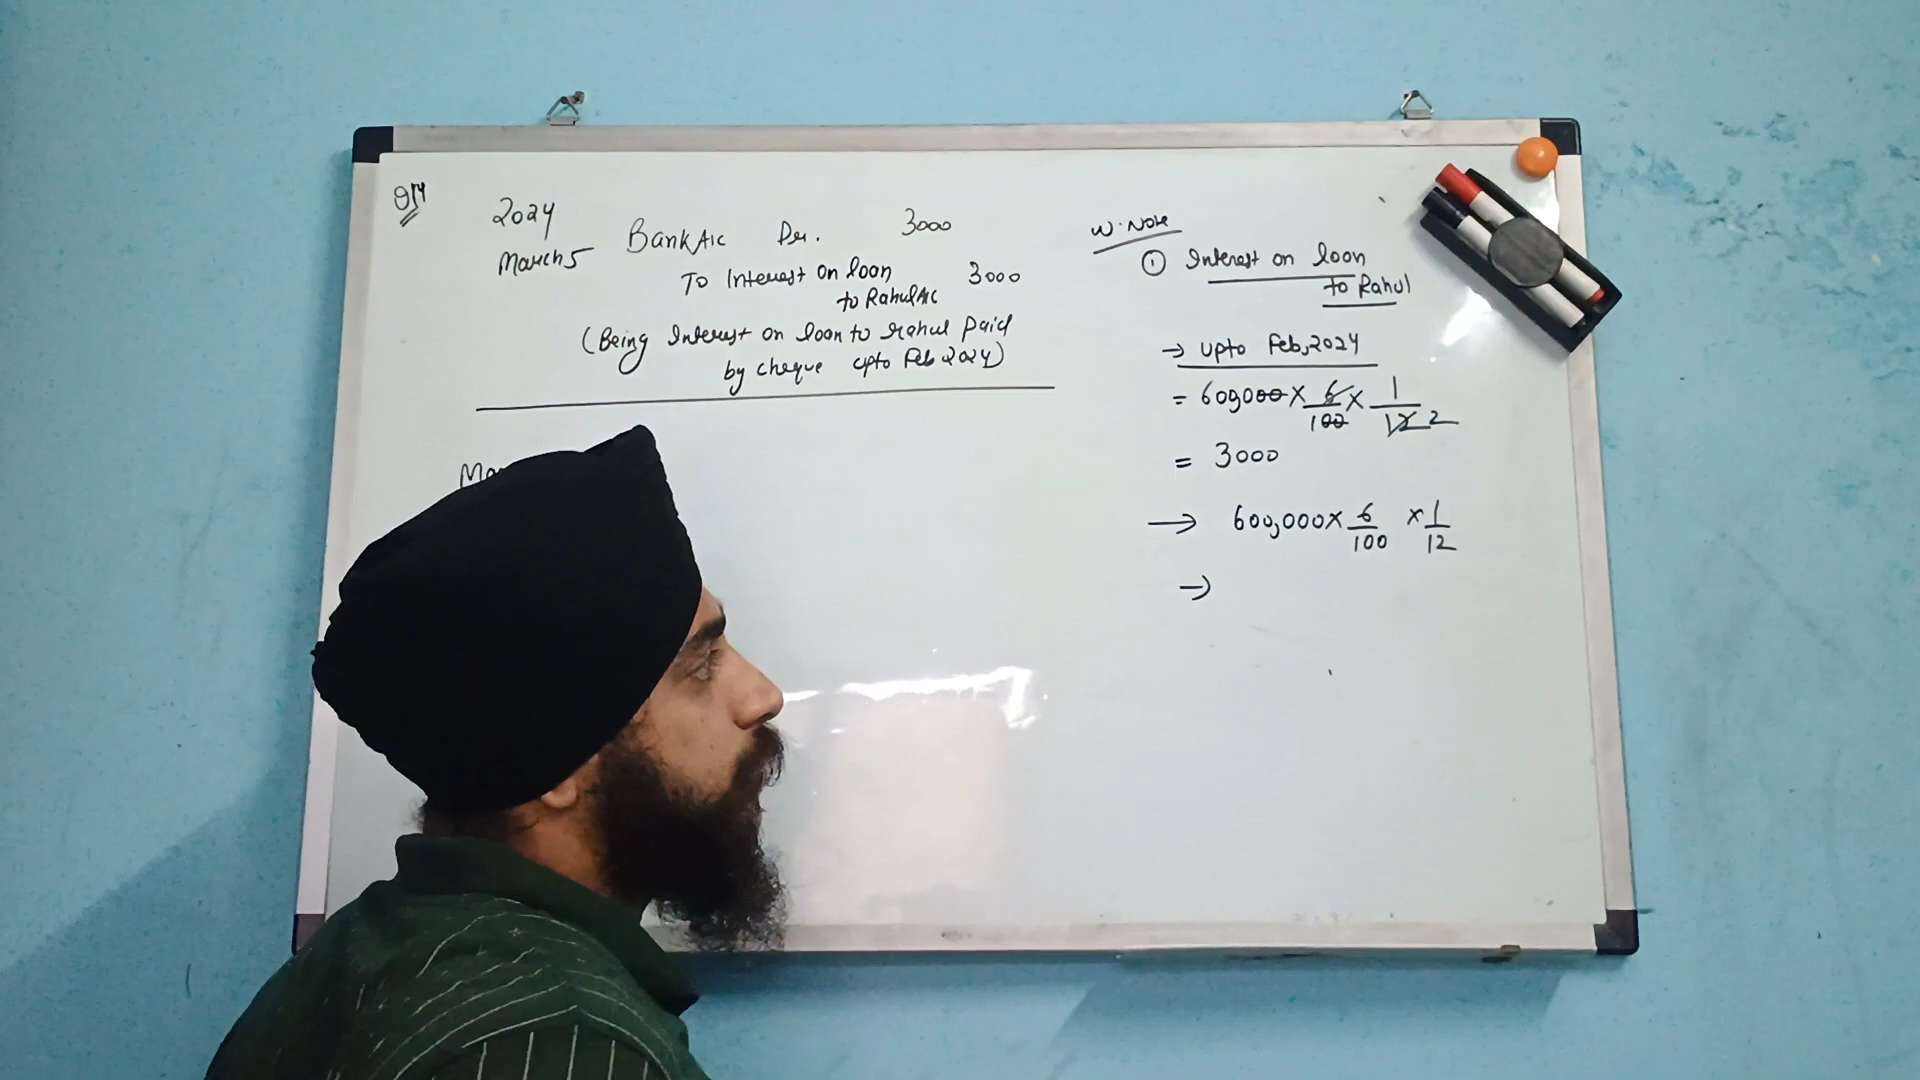 2024
March 5 Bank A/c Dr. 3000
To Interest on loan 3000
to Rahul A/c
(Being Interest on loan to Rahul paid
by cheque upto Feb 2024)
W. Note
① Interest on loan
to Rahul
→ upto Feb, 2024
= 600,000 × 6/100 × 1/12 2
= 3000
→ 600,000 × 6/100 × 1/12
→